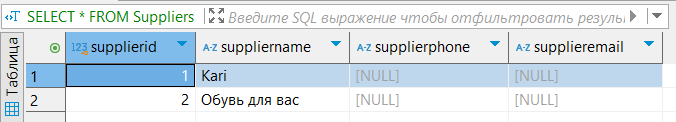 SELECT * FROM Suppliers Введите SQL выражение чтобы отфильтровать результ
Таблица
123 supplierid A-Z suppliername A-Z supplierphone A-Z supplieremail
1 1 Kari [NULL] [NULL]
2 2 Обувь для вас [NULL] [NULL]